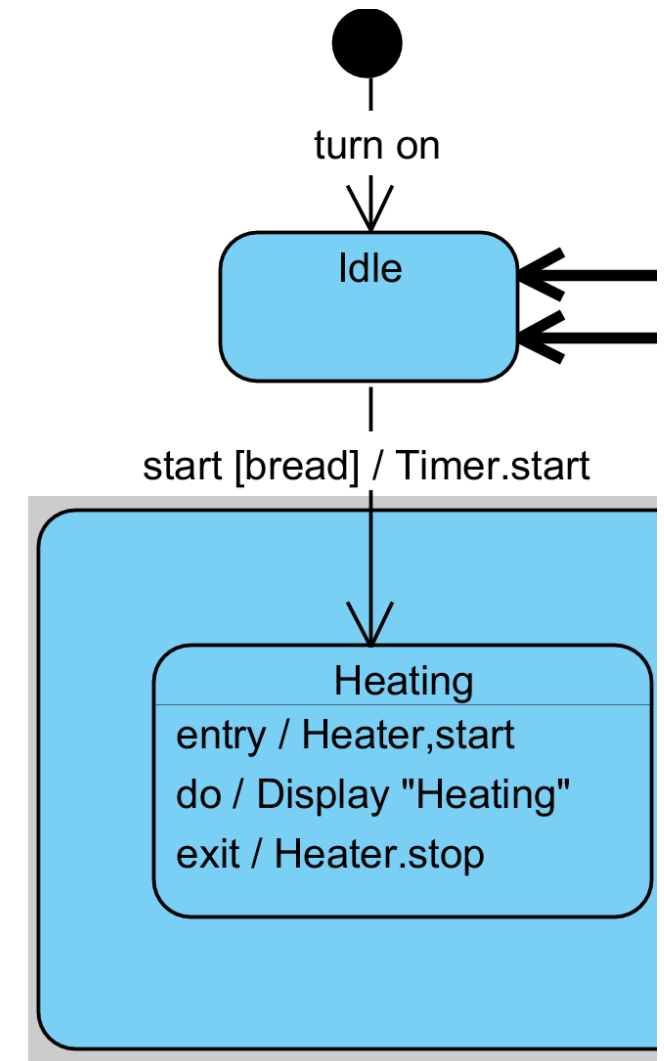 turn on
Idle
start [bread] / Timer.start
Heating
entry / Heater,start
do / Display "Heating"
exit / Heater.stop